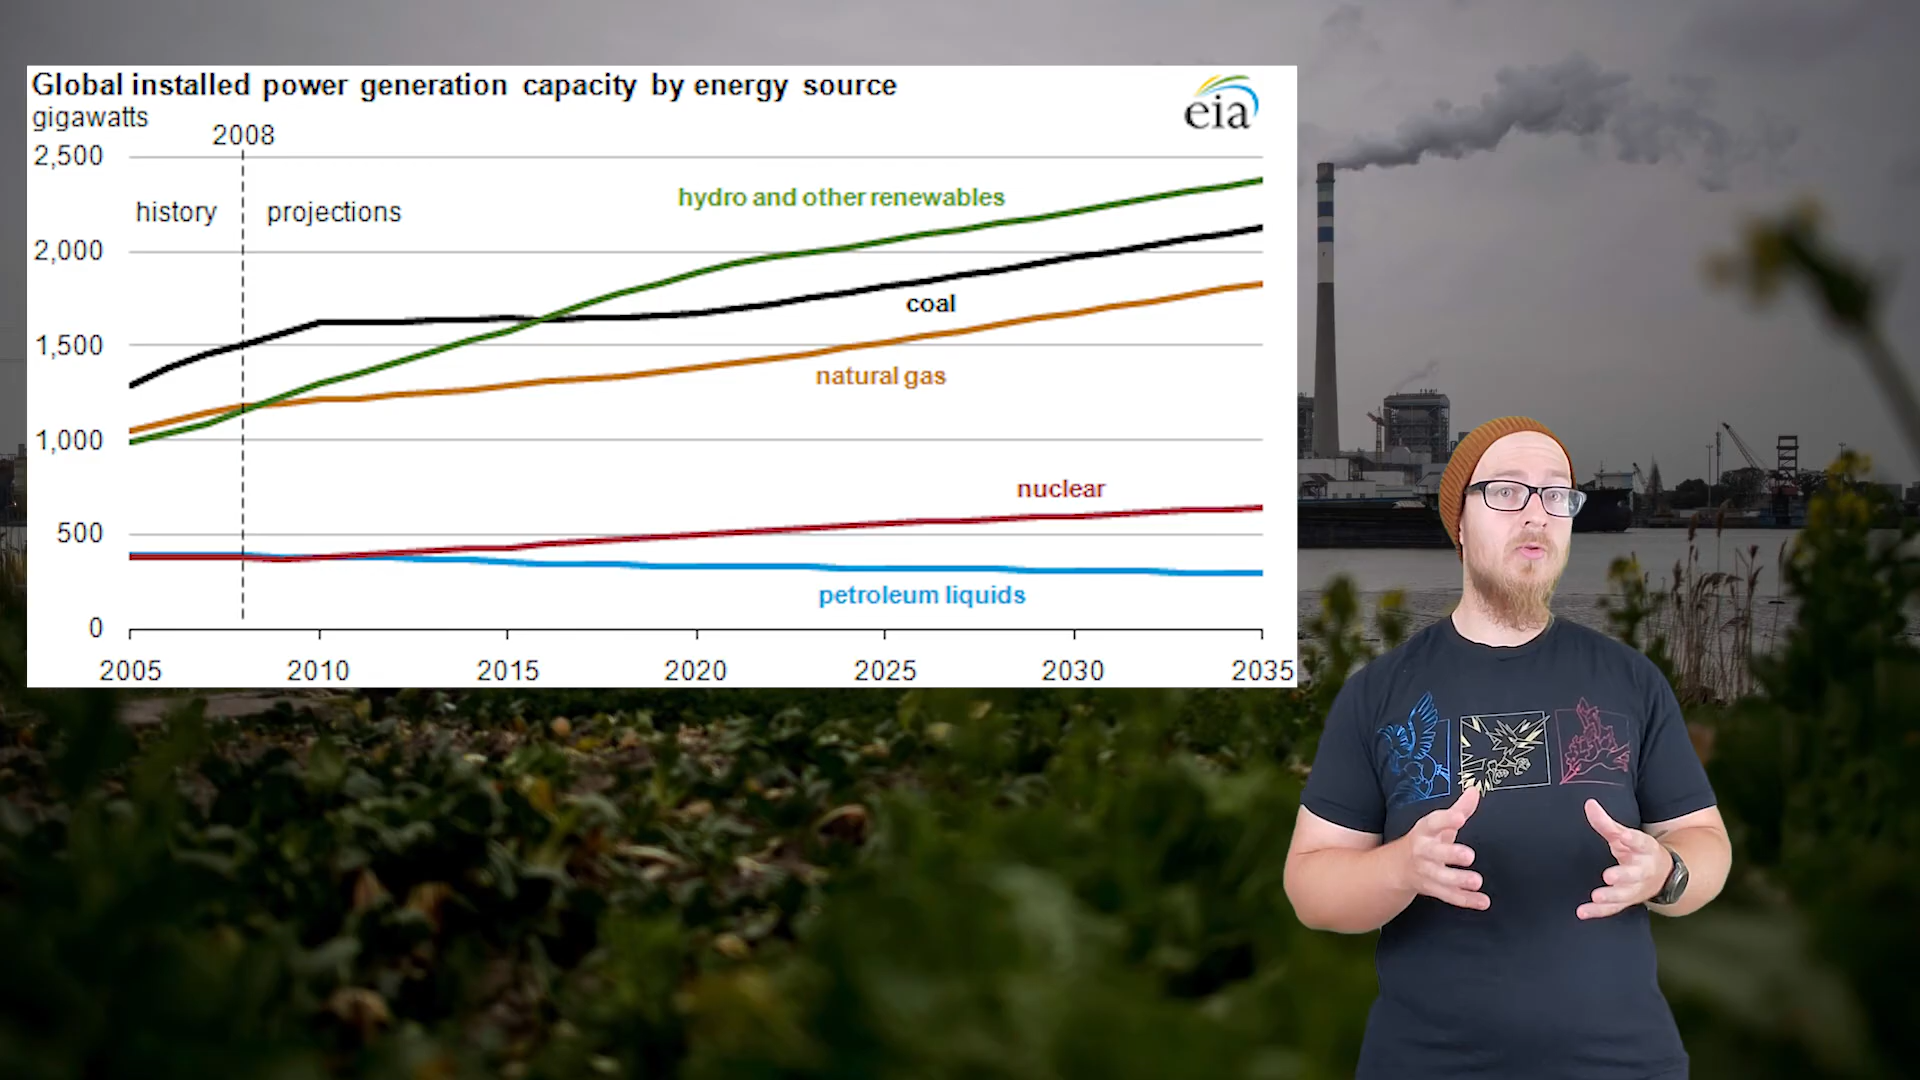 Global installed power generation capacity by energy source
gigawatts
eia
2008
2,500
history
projections
hydro and other renewables
2,000
coal
1,500
natural gas
1,000
nuclear
500
petroleum liquids
0
2005 2010 2015 2020 2025 2030 2035